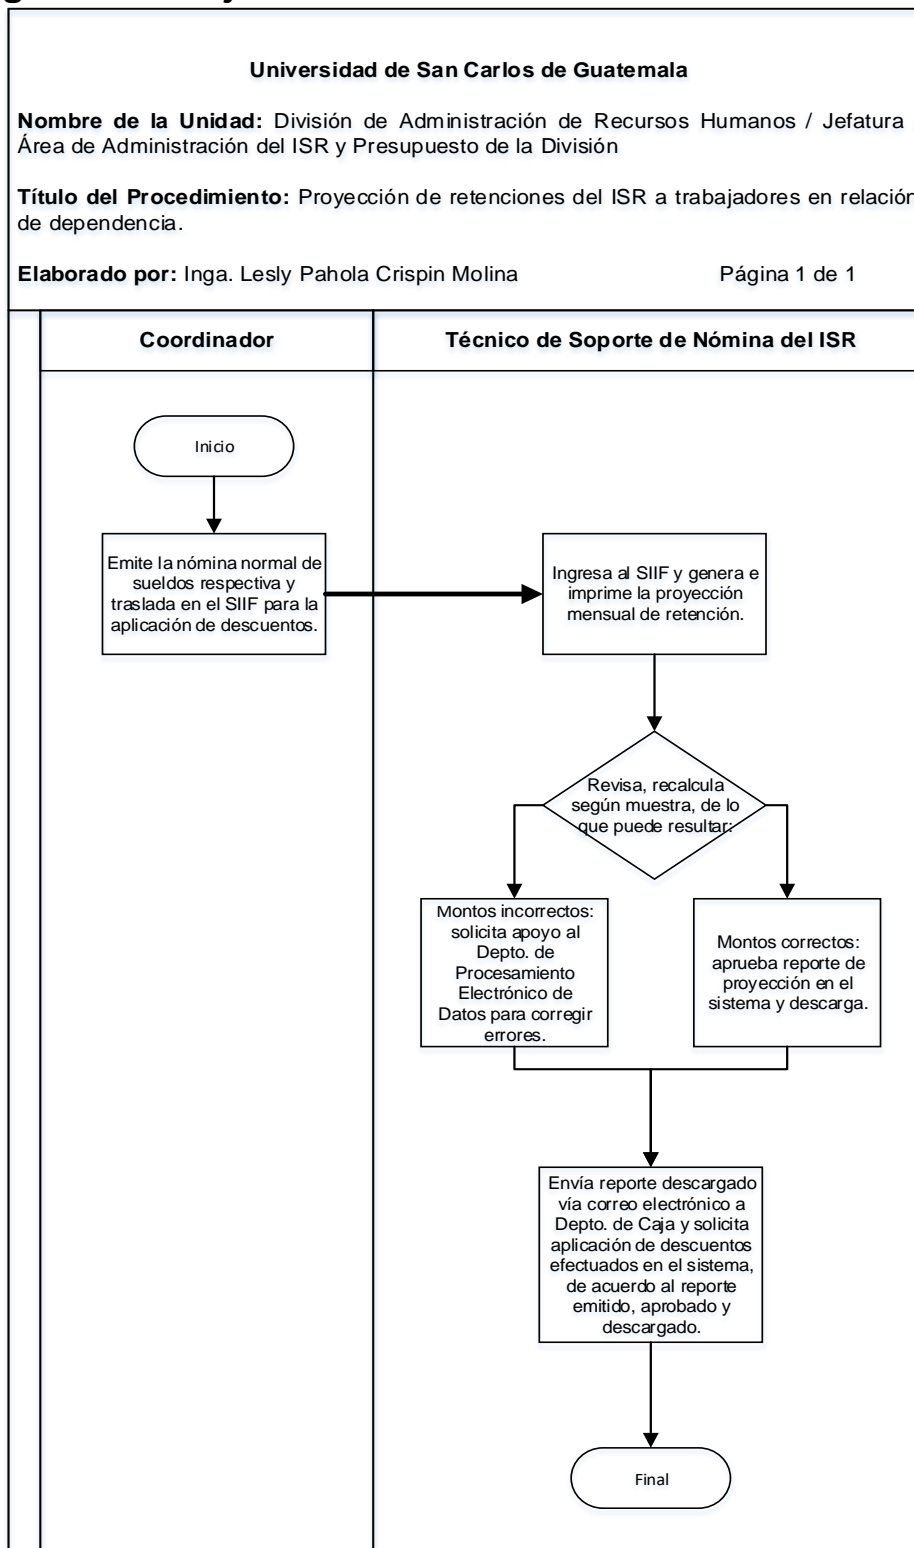 Universidad de San Carlos de Guatemala
Nombre de la Unidad: División de Administración de Recursos Humanos / Jefatura
Área de Administración del ISR y Presupuesto de la División
Título del Procedimiento: Proyección de retenciones del ISR a trabajadores en relación
de dependencia.
Elaborado por: Inga. Lesly Pahola Crispin Molina Página 1 de 1
Coordinador
Técnico de Soporte de Nómina del ISR
Inicio
Emite la nómina normal de
sueldos respectiva y
traslada en el SIIF para la
aplicación de descuentos.
Ingresa al SIIF y genera e
imprime la proyección
mensual de retención.
Revisa, recalcula
según muestra, de lo
que puede resultar:
Montos incorrectos:
solicita apoyo al
Depto. de
Procesamiento
Electrónico de
Datos para corregir
errores.
Montos correctos:
aprueba reporte de
proyección en el
sistema y descarga.
Envía reporte descargado
vía correo electrónico a
Depto. de Caja y solicita
aplicación de descuentos
efectuados en el sistema,
de acuerdo al reporte
emitido, aprobado y
descargado.
Final